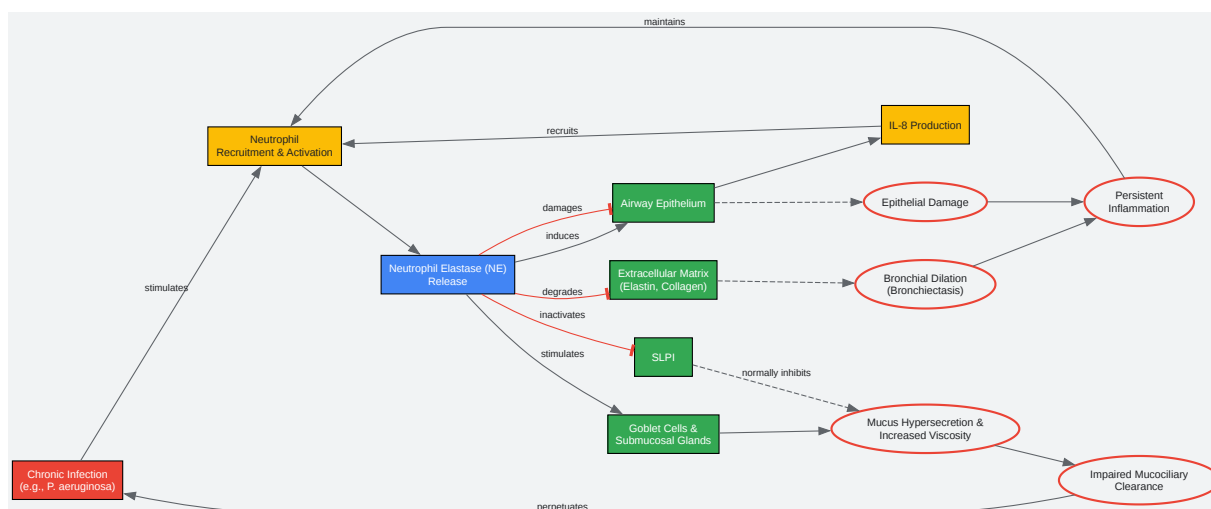 maintains
IL-8 Production
recruits
Neutrophil
Recruitment & Activation
Airway Epithelium
Epithelial Damage
Persistent
Inflammation
damages
induces
Neutrophil Elastase (NE)
Release
Extracellular Matrix
(Elastin, Collagen)
Bronchial Dilation
(Bronchiectasis)
stimulates
degrades
inactivates
stimulates
SLPI
normally inhibits
Goblet Cells &
Submucosal Glands
Mucus Hypersecretion &
Increased Viscosity
Chronic Infection
(e.g., P. aeruginosa)
Impaired Mucociliary
Clearance
perpetuates